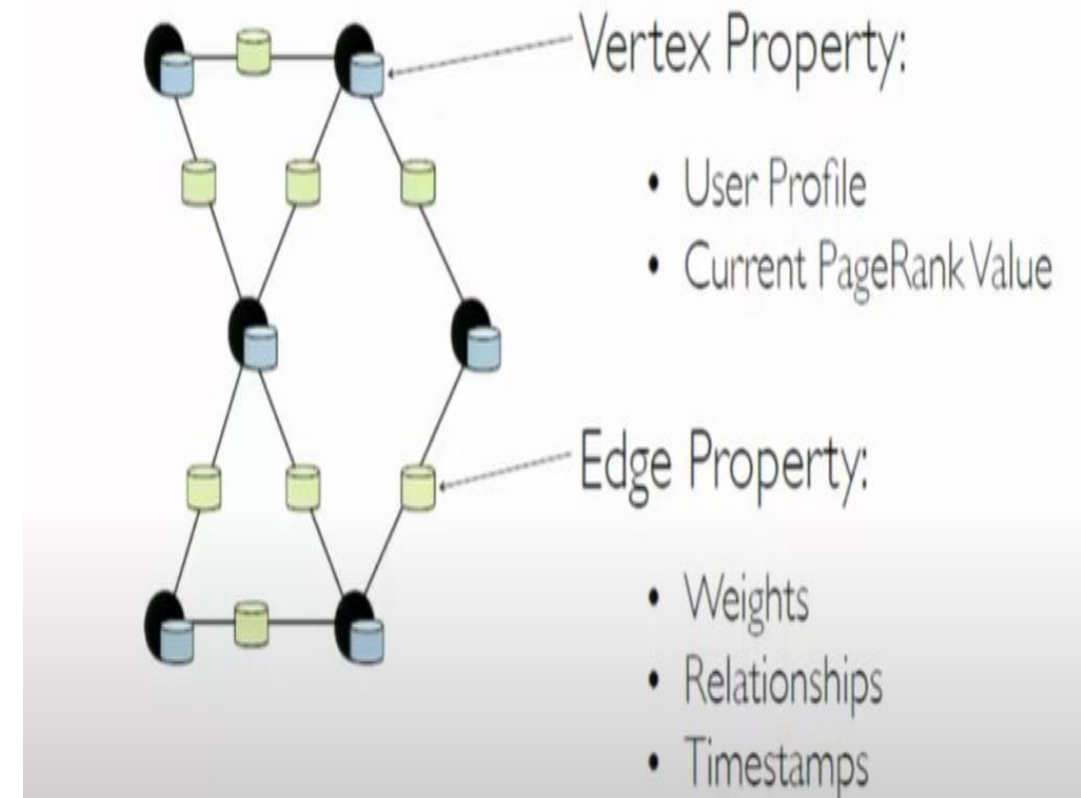 Vertex Property:
• User Profile
• Current PageRank Value
Edge Property:
• Weights
• Relationships
• Timestamps